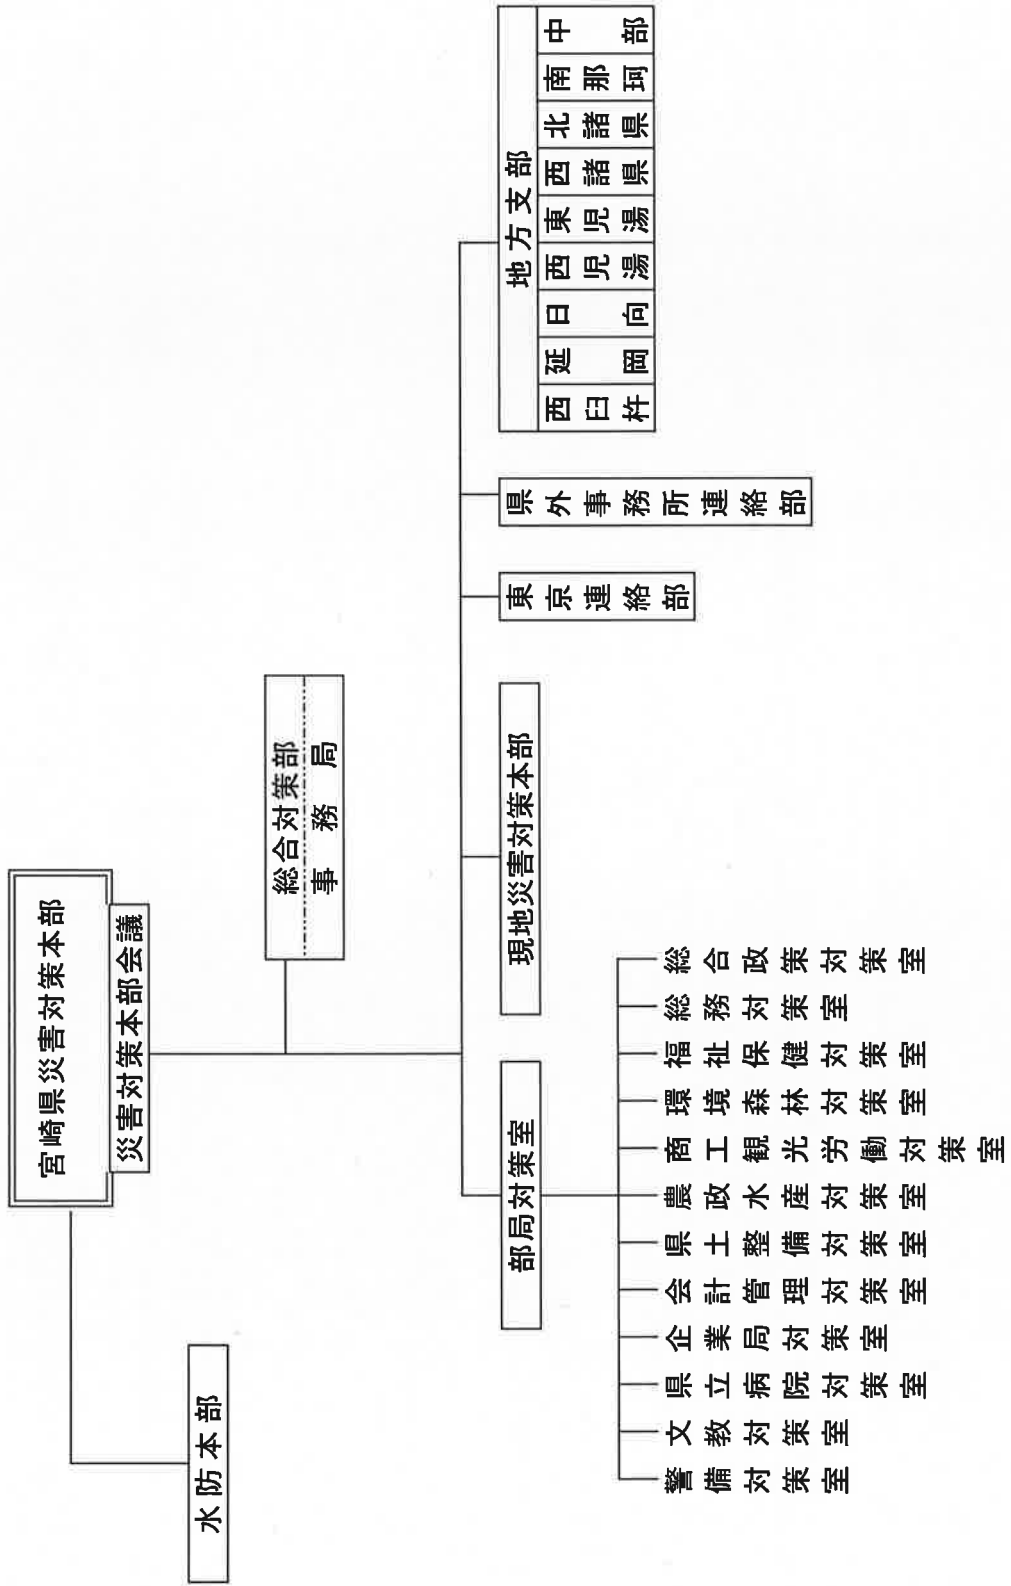 宮崎県災害対策本部
災害対策本部会議
水防本部
総合対策部
事務局
部局対策室
現地災害対策本部
東京連絡部
県外事務所連絡部
地方支部
西臼杵
延岡
日向
西児湯
東児湯
西諸県
北諸県
南那珂
中部
警備対策室
文教対策室
県立病院対策室
企業局対策室
会計管理対策室
県土整備対策室
農政水産対策室
商工観光労働対策室
環境森林対策室
福祉保健対策室
総務対策室
総合政策対策室